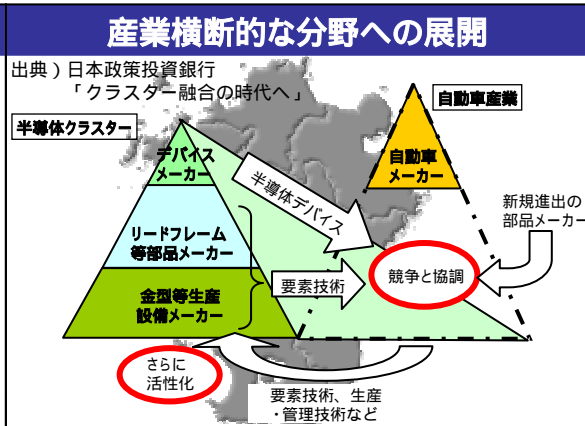 産業横断的な分野への展開
出典）日本政策投資銀行
「クラスター融合の時代へ」
半導体クラスター
自動車産業
デバイス
メーカー
自動車
メーカー
半導体デバイス
新規進出の
部品メーカー
リードフレーム
等部品メーカー
要素技術
競争と協調
金型等生産
設備メーカー
さらに
活性化
要素技術、生産
・管理技術など